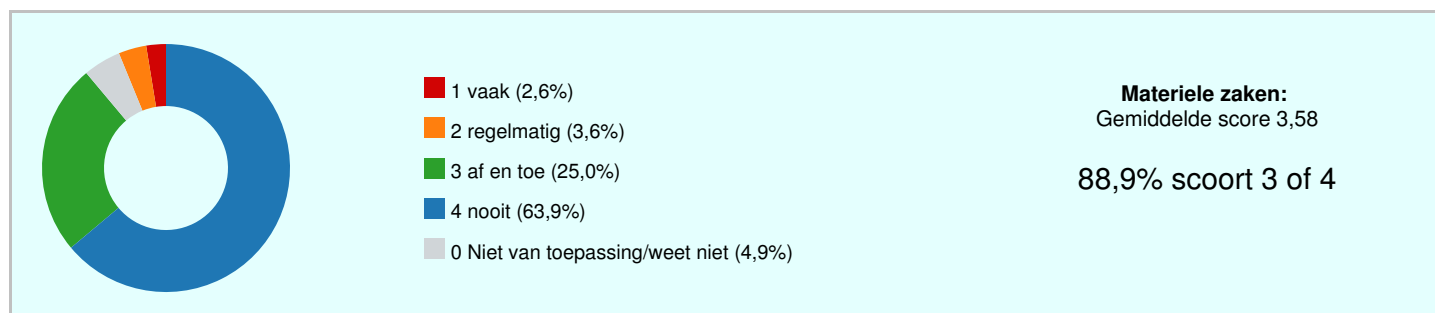 1 vaak (2,6%)
2 regelmatig (3,6%)
3 af en toe (25,0%)
4 nooit (63,9%)
0 Niet van toepassing/weet niet (4,9%)
Materiele zaken:
Gemiddelde score 3,58
88,9% scoort 3 of 4